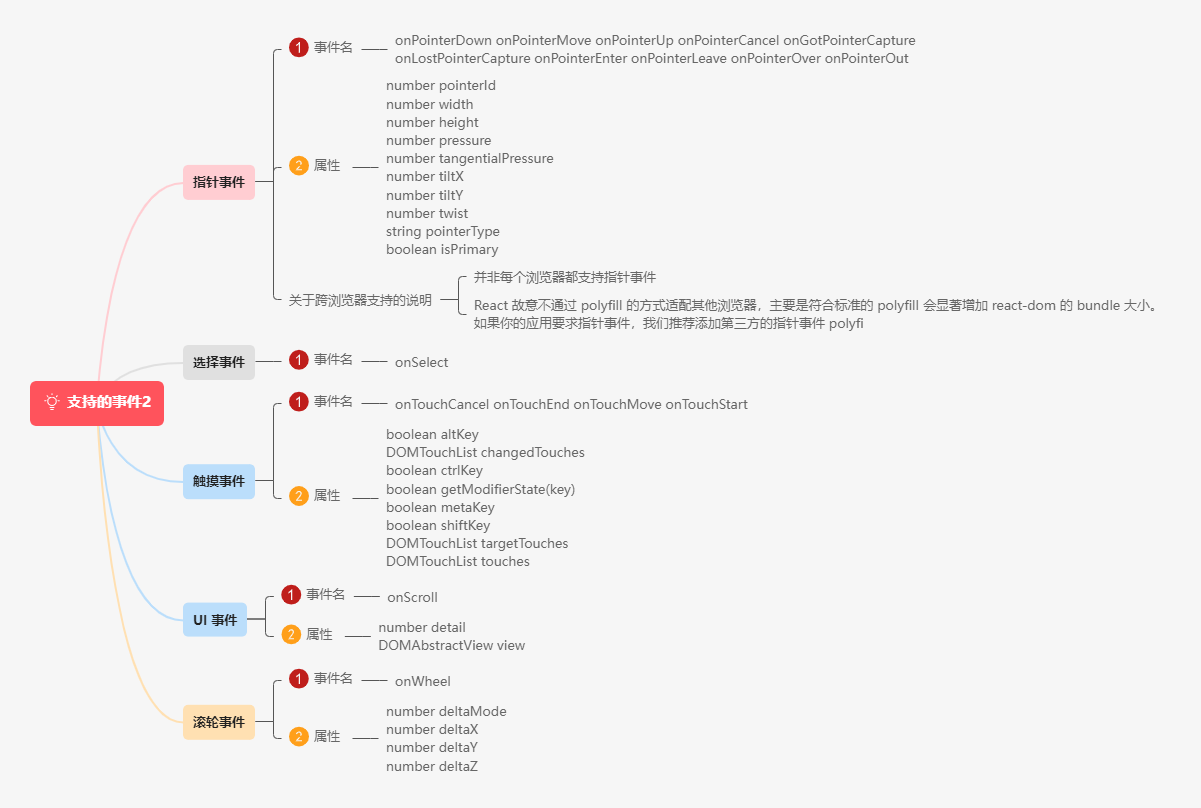 支持的事件2
指针事件
1 事件名
onPointerDown onPointerMove onPointerUp onPointerCancel onGotPointerCapture
onLostPointerCapture onPointerEnter onPointerLeave onPointerOver onPointerOut
2 属性
number pointerId
number width
number height
number pressure
number tangentialPressure
number tiltX
number tiltY
number twist
string pointerType
boolean isPrimary
关于跨浏览器支持的说明
并非每个浏览器都支持指针事件
React 故意不通过 polyfill 的方式适配其他浏览器，主要是符合标准的 polyfill 会显著增加 react-dom 的 bundle 大小。
如果你的应用要求指针事件，我们推荐添加第三方的指针事件 polyfi
选择事件
1 事件名
onSelect
触摸事件
1 事件名
onTouchCancel onTouchEnd onTouchMove onTouchStart
2 属性
boolean altKey
DOMTouchList changedTouches
boolean ctrlKey
boolean getModifierState(key)
boolean metaKey
boolean shiftKey
DOMTouchList targetTouches
DOMTouchList touches
UI 事件
1 事件名
onScroll
2 属性
number detail
DOMAbstractView view
滚轮事件
1 事件名
onWheel
2 属性
number deltaMode
number deltaX
number deltaY
number deltaZ